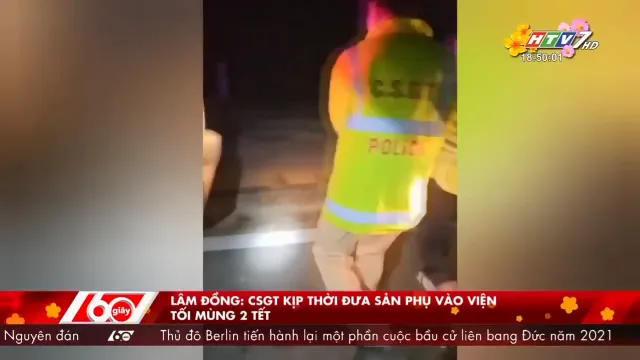 HTV7 HD
18:50:01
C.S.G.T
POLICE
60 giây
LÂM ĐỒNG: CSGT KỊP THỜI ĐƯA SẢN PHỤ VÀO VIỆN
TỐI MÙNG 2 TẾT
Nguyên đán 60 Thủ đô Berlin tiến hành lại một phần cuộc bầu cử liên bang Đức năm 2021